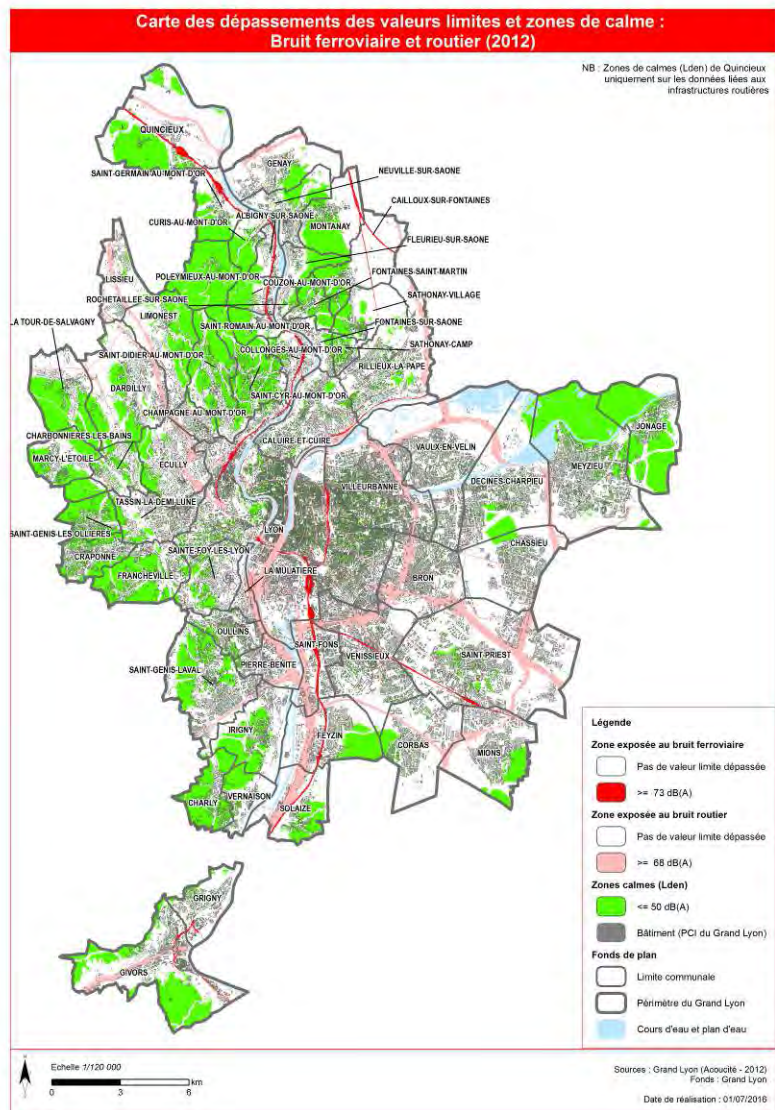 Carte des dépassements des valeurs limites et zones de calme :
Bruit ferroviaire et routier (2012)
NB : Zones de calmes (Lden) de Quincieux
uniquement sur les données liées aux
infrastructures routières
QUINCIEUX
GENAY
NEUVILLE-SUR-SAONE
SAINT-GERMAIN-AU-MONT-D'OR
CAILLOUX-SUR-FONTAINES
ALBIGNY-SUR-SAONE
CURIS-AU-MONT-D'OR
MONTANAY
FLEURIEU-SUR-SAONE
POLEYMIEUX-AU-MONT-D'OR
FONTAINES-SAINT-MARTIN
LISSIEU
COUZON-AU-MONT-D'OR
ROCHETAILLEE-SUR-SAONE
SATHONAY-VILLAGE
LIMONEST
LA TOUR-DE-SALVAGNY
SAINT-ROMAIN-AU-MONT-D'OR
FONTAINES-SUR-SAONE
SATHONAY-CAMP
SAINT-DIDIER-AU-MONT-D'OR
COLLONGES-AU-MONT-D'OR
RILLIEUX-LA-PAPE
DARDILLY
SAINT-CYR-AU-MONT-D'OR
CHAMPAGNE-AU-MONT-D'OR
JONAGE
CHARBONNIERES-LES-BAINS
CALUIRE-ET-CUIRE
VAULX-EN-VELIN
MARCY-L'ETOILE
ECULLY
MEYZIEU
DECINES-CHARPIEU
VILLEURBANNE
TASSIN-LA-DEMI-LUNE
LYON
SAINT-GENIS-LES OLLIERES
CHASSIEU
SAINTE-FOY-LES-LYON
CRAPONNE
LA MULATIERE
FRANCHEVILLE
BRON
OULLINS
SAINT-FONS
VENISSIEUX
SAINT-PRIEST
PIERRE-BENITE
SAINT-GENIS-LAVAL
IRIGNY
FEYZIN
CORBAS
MIONS
VERNAISON
CHARLY
SOLAIZE
GRIGNY
GIVORS
Légende
Zone exposée au bruit ferroviaire
Pas de valeur limite dépassée
>= 73 dB(A)
Zone exposée au bruit routier
Pas de valeur limite dépassée
>= 68 dB(A)
Zones calmes (Lden)
<= 50 dB(A)
Bâtiment (PCI du Grand Lyon)
Fonds de plan
Limite communale
Périmètre du Grand Lyon
Cours d'eau et plan d'eau
N
Echelle 1/120 000
0 3 6 km
Sources : Grand Lyon (Acoucité - 2012)
Fonds : Grand Lyon
Date de réalisation : 01/07/2016